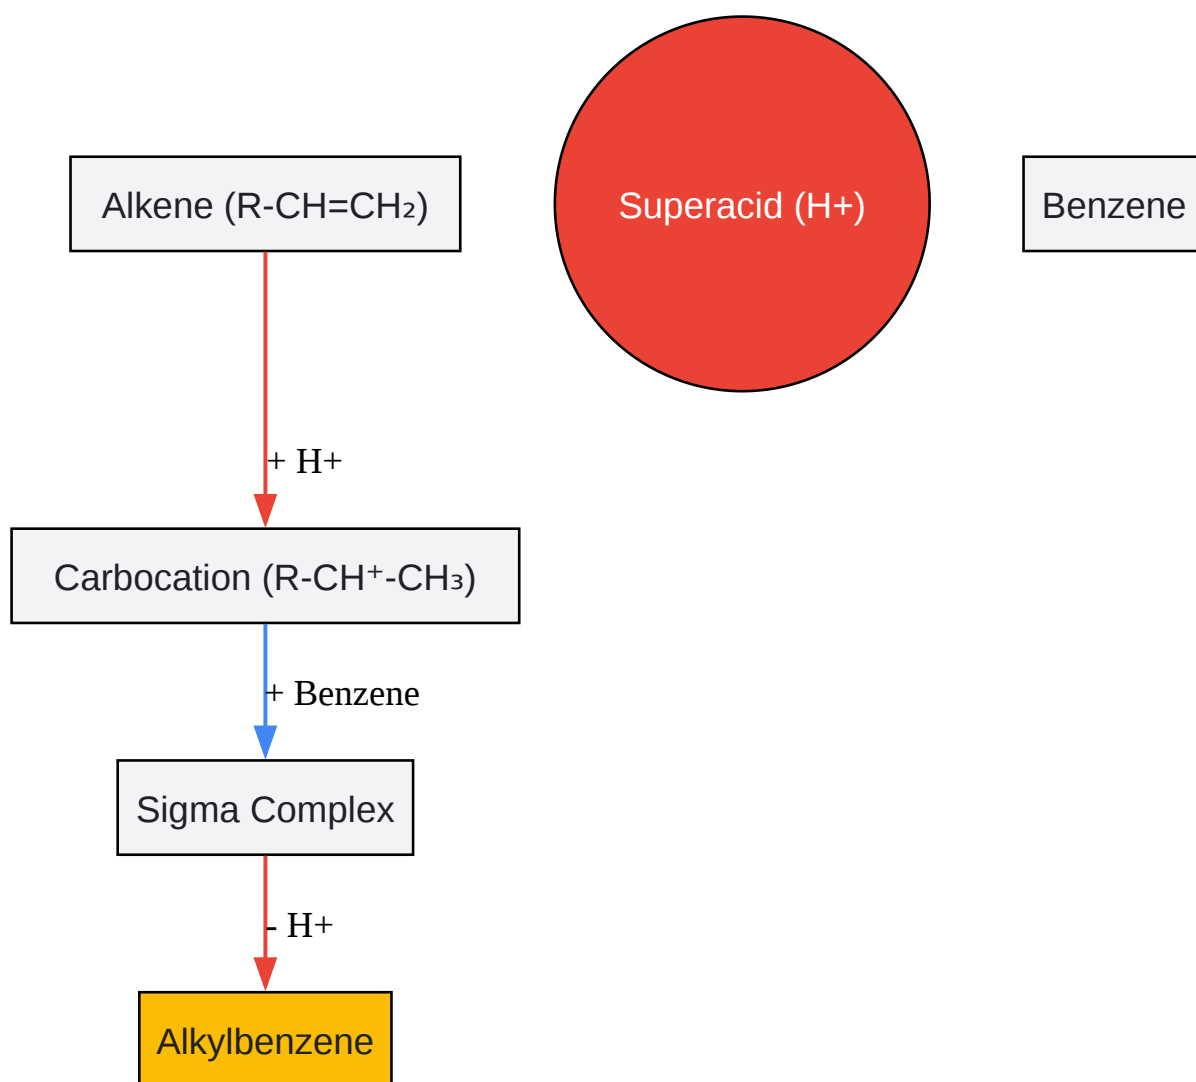 Alkene (R-CH=CH₂)
Superacid (H+)
Benzene
+ H+
Carbocation (R-CH⁺-CH₃)
+ Benzene
Sigma Complex
- H+
Alkylbenzene